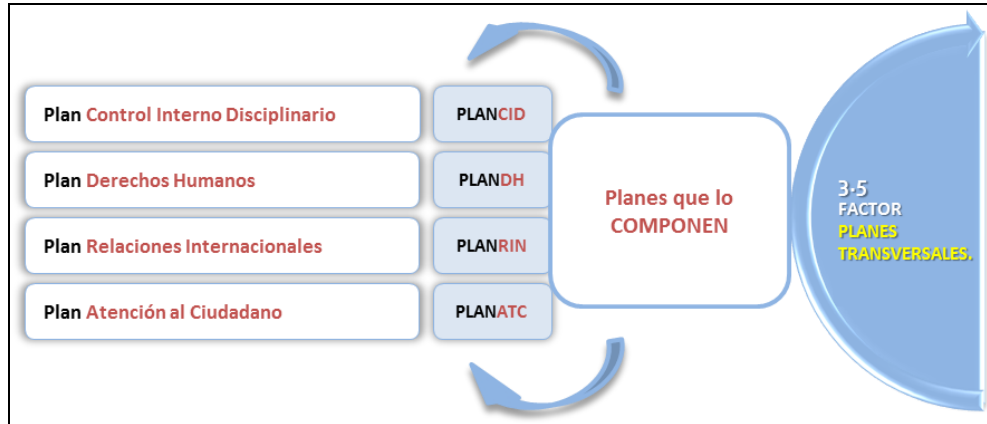 Plan Control Interno Disciplinario
PLANCID
Plan Derechos Humanos
PLANDH
Plan Relaciones Internacionales
PLANRIN
Plan Atención al Ciudadano
PLANATC
Planes que lo
COMPONEN
3.5
FACTOR
PLANES
TRANSVERSALES.